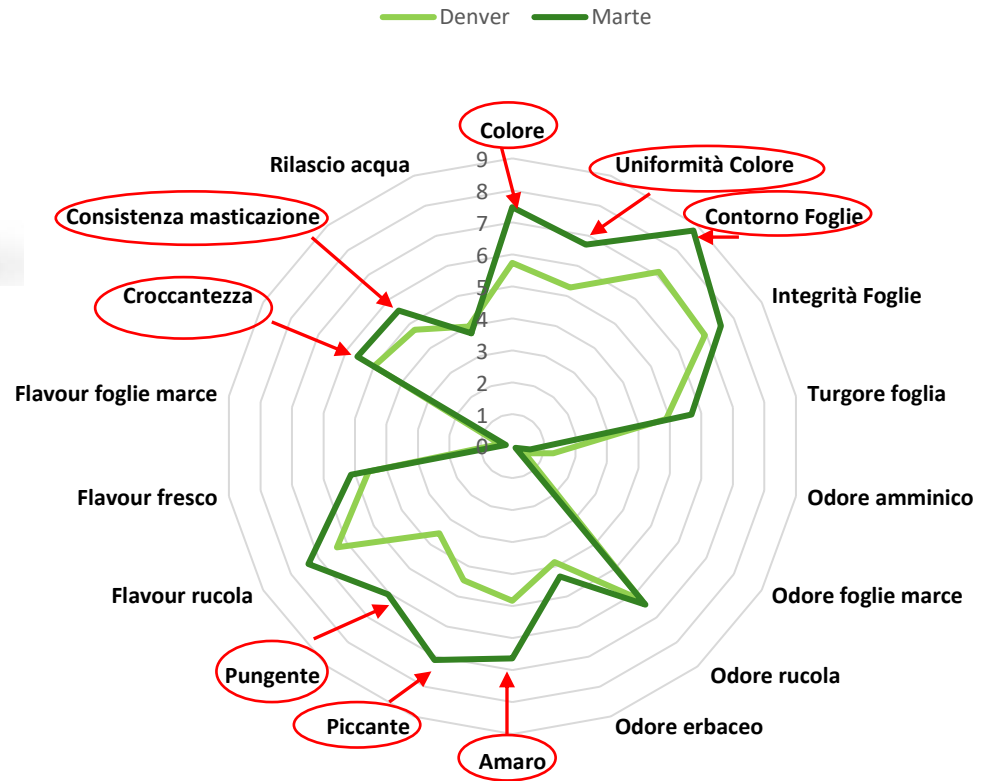 Denver Marte
Colore
Uniformità Colore
Contorno Foglie
Integrità Foglie
Turgore foglia
Odore amminico
Odore foglie marce
Odore rucola
Odore erbaceo
Amaro
Piccante
Pungente
Flavour rucola
Flavour fresco
Flavour foglie marce
Croccantezza
Consistenza masticazione
Rilascio acqua
9
8
7
6
5
4
3
2
1
0